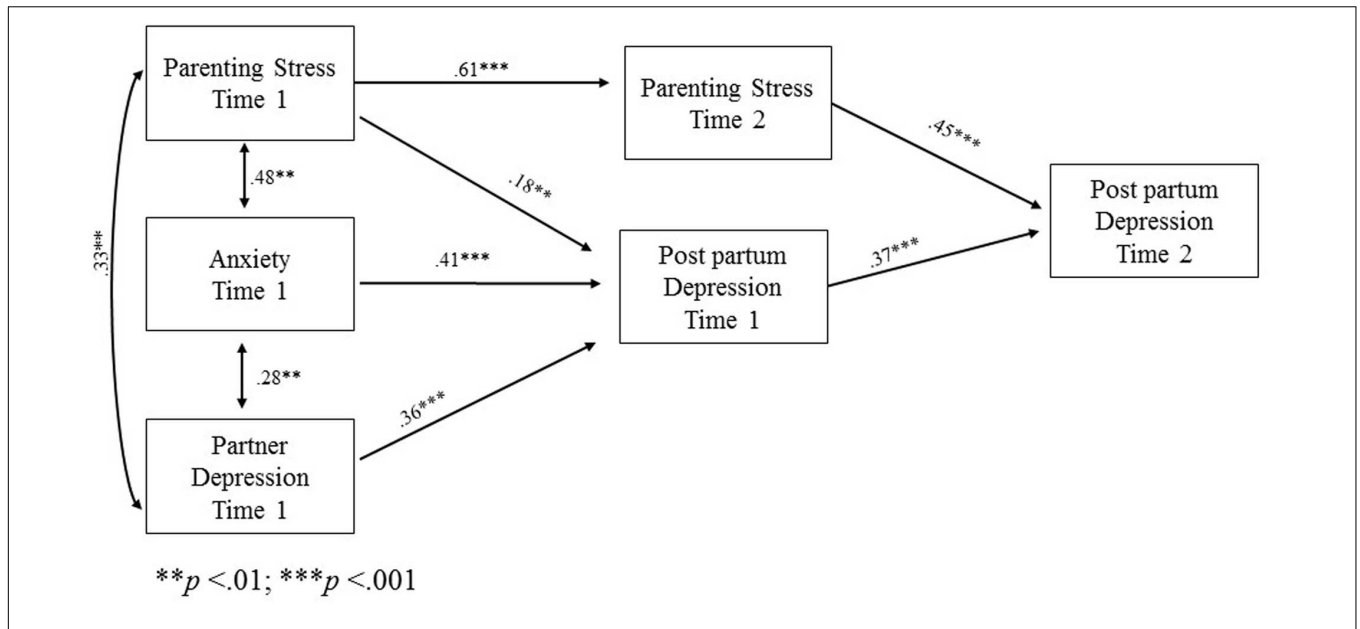 Parenting Stress
Time 1
.61***
Parenting Stress
Time 2
.45***
.48**
.18**
Post partum
Depression
Time 2
.33**
Anxiety
Time 1
.41***
Post partum
Depression
Time 1
.37***
.28**
.36***
Partner
Depression
Time 1
**p <.01; ***p <.001